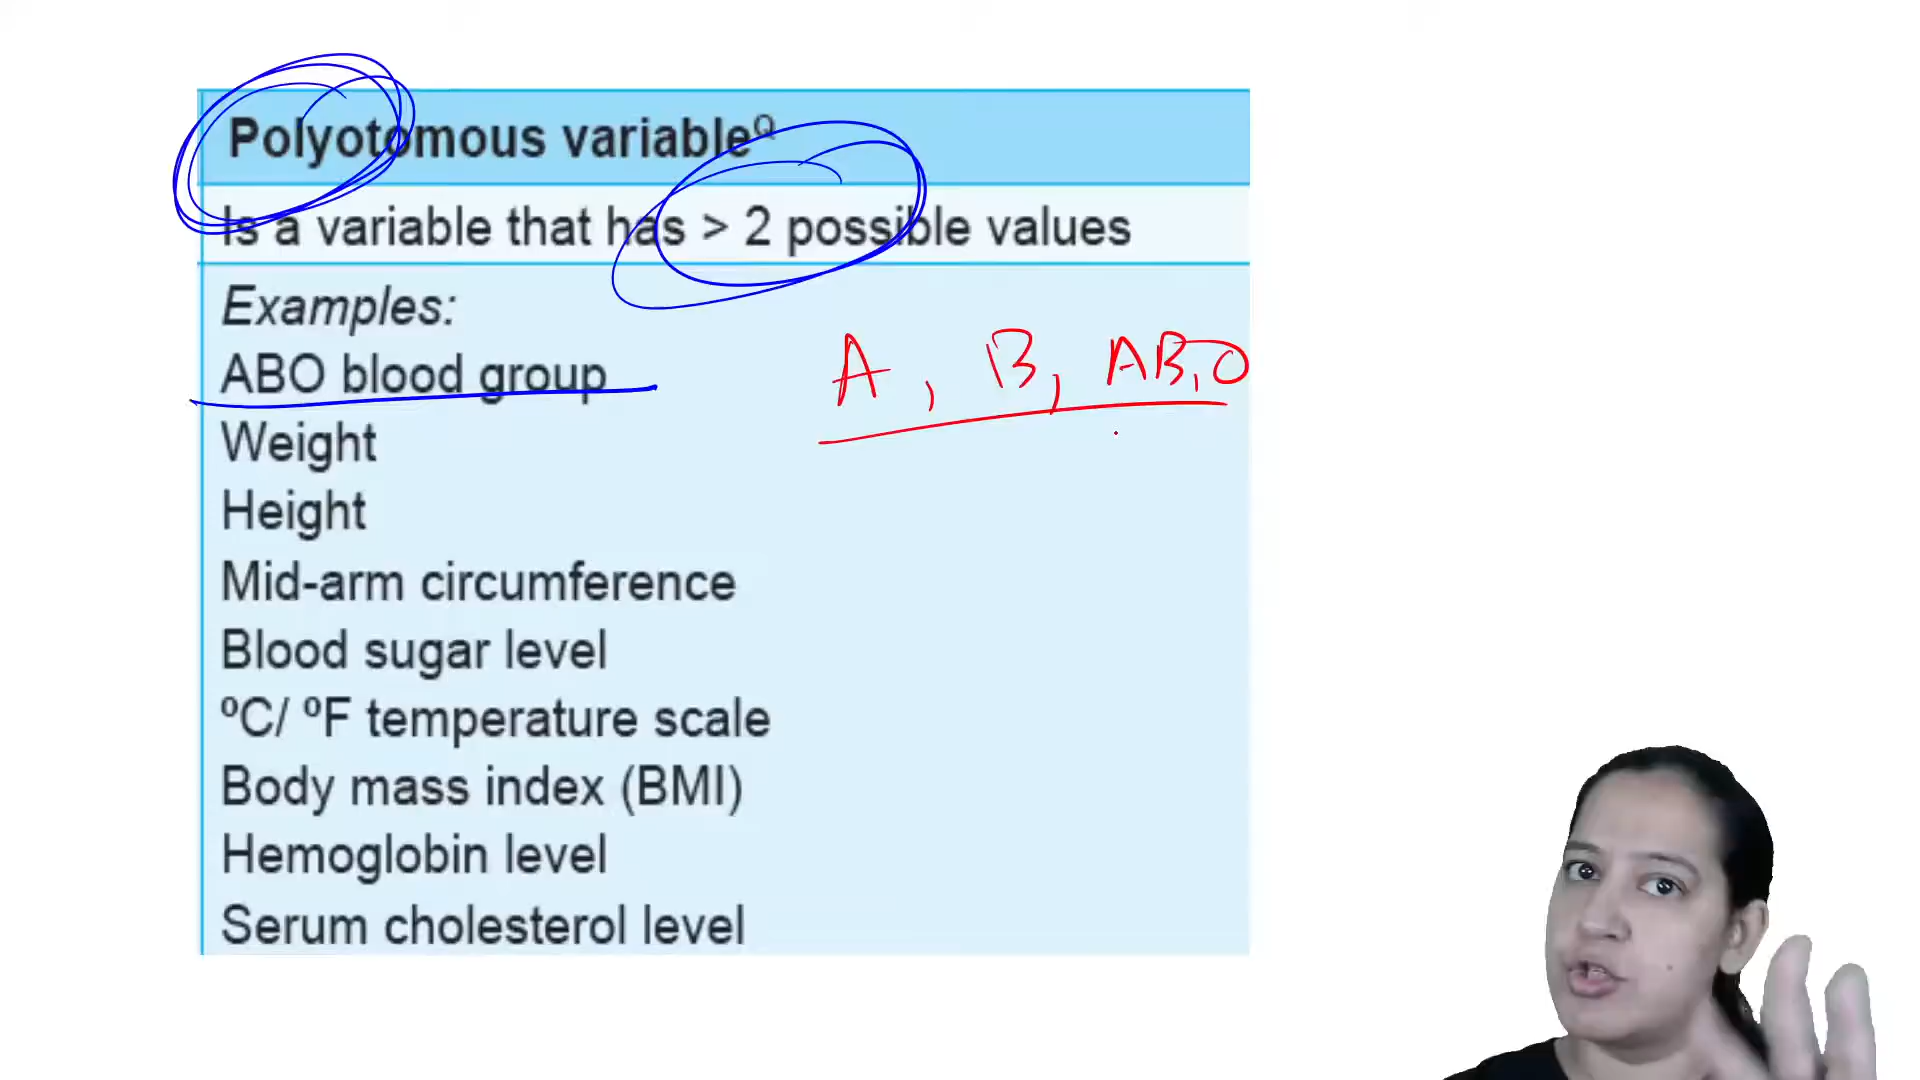 Polyotomous variableQ
Is a variable that has > 2 possible values
Examples:
ABO blood group
A, B, AB, O
Weight
Height
Mid-arm circumference
Blood sugar level
ºC/ ºF temperature scale
Body mass index (BMI)
Hemoglobin level
Serum cholesterol level